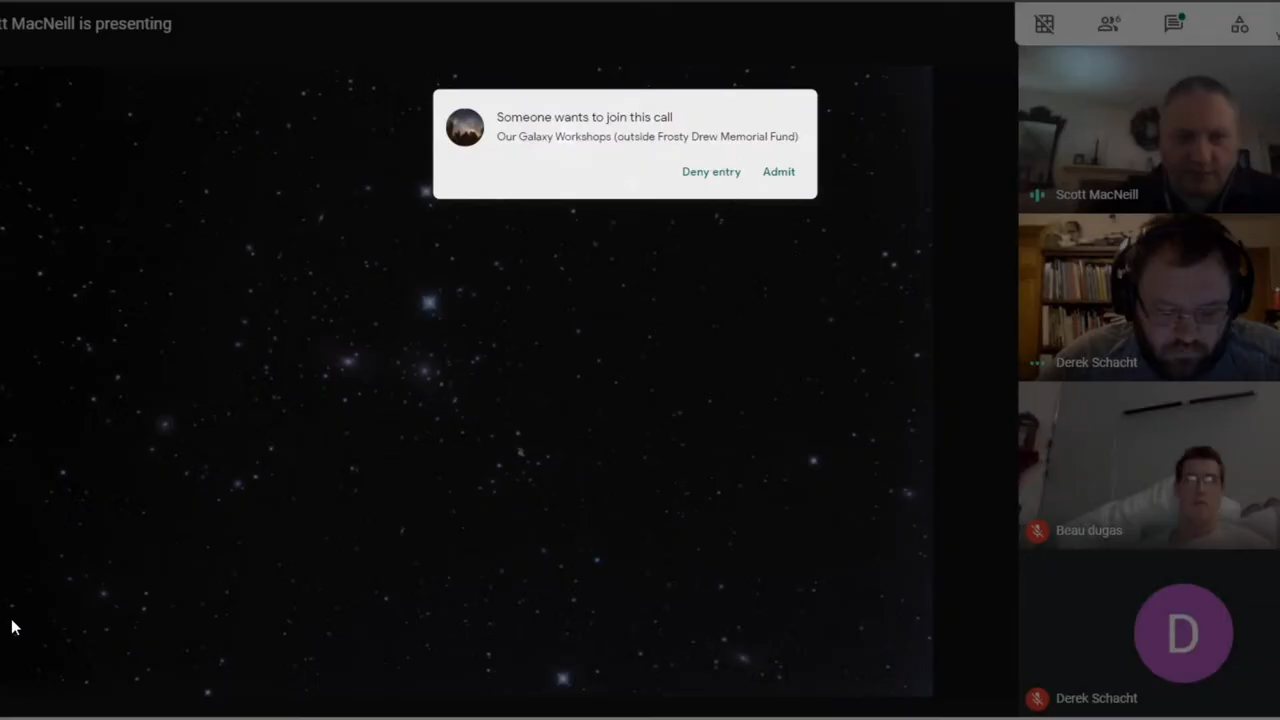 tt MacNeill is presenting
6
Someone wants to join this call
Our Galaxy Workshops (outside Frosty Drew Memorial Fund)
Deny entry Admit
Scott MacNeill
Derek Schacht
Beau dugas
D
Derek Schacht